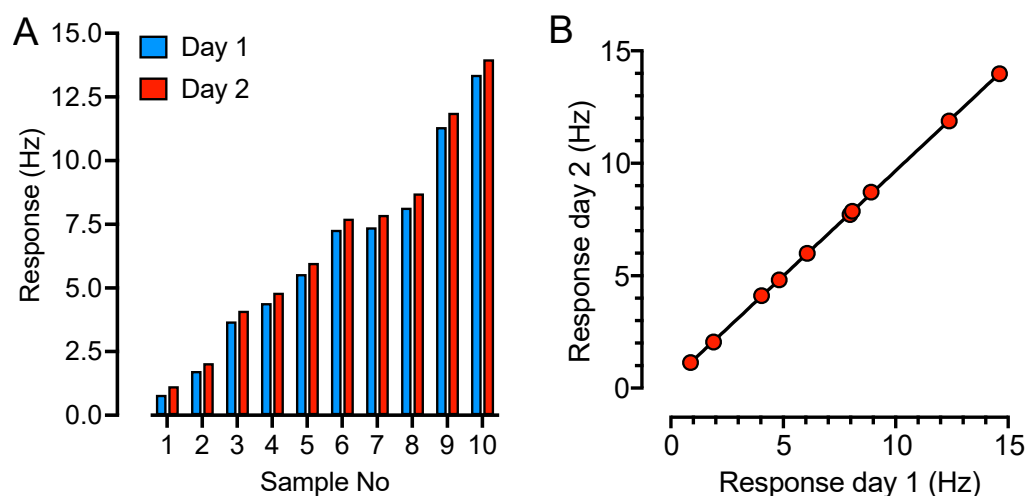 A
Response (Hz)
15.0
12.5
10.0
7.5
5.0
2.5
0.0
Day 1
Day 2
1 2 3 4 5 6 7 8 9 10
Sample No
B
Response day 2 (Hz)
15
10
5
0
0 5 10 15
Response day 1 (Hz)